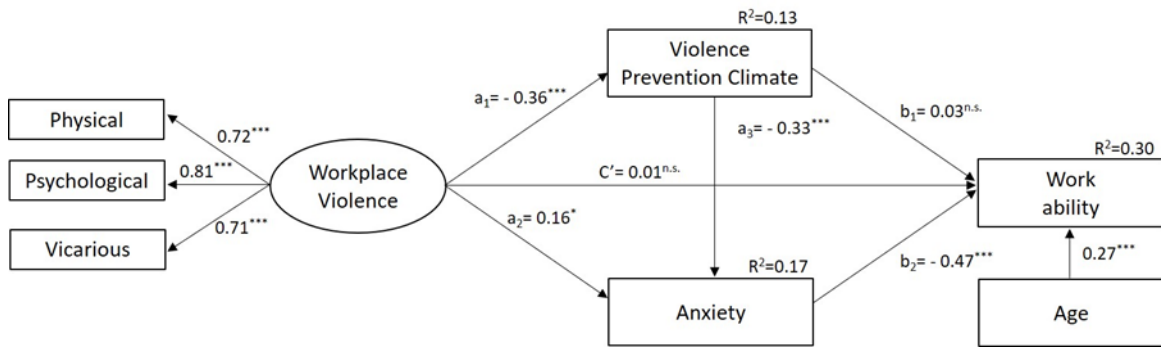 R²=0.13
Violence
Prevention Climate
a₁= - 0.36***
b₁= 0.03ⁿ·ˢ·
a₃= - 0.33***
Physical
0.72***
Psychological
0.81***
Workplace
Violence
C’= 0.01ⁿ·ˢ·
R²=0.30
Work
ability
Vicarious
0.71***
a₂= 0.16*
R²=0.17
b₂= - 0.47***
0.27***
Anxiety
Age